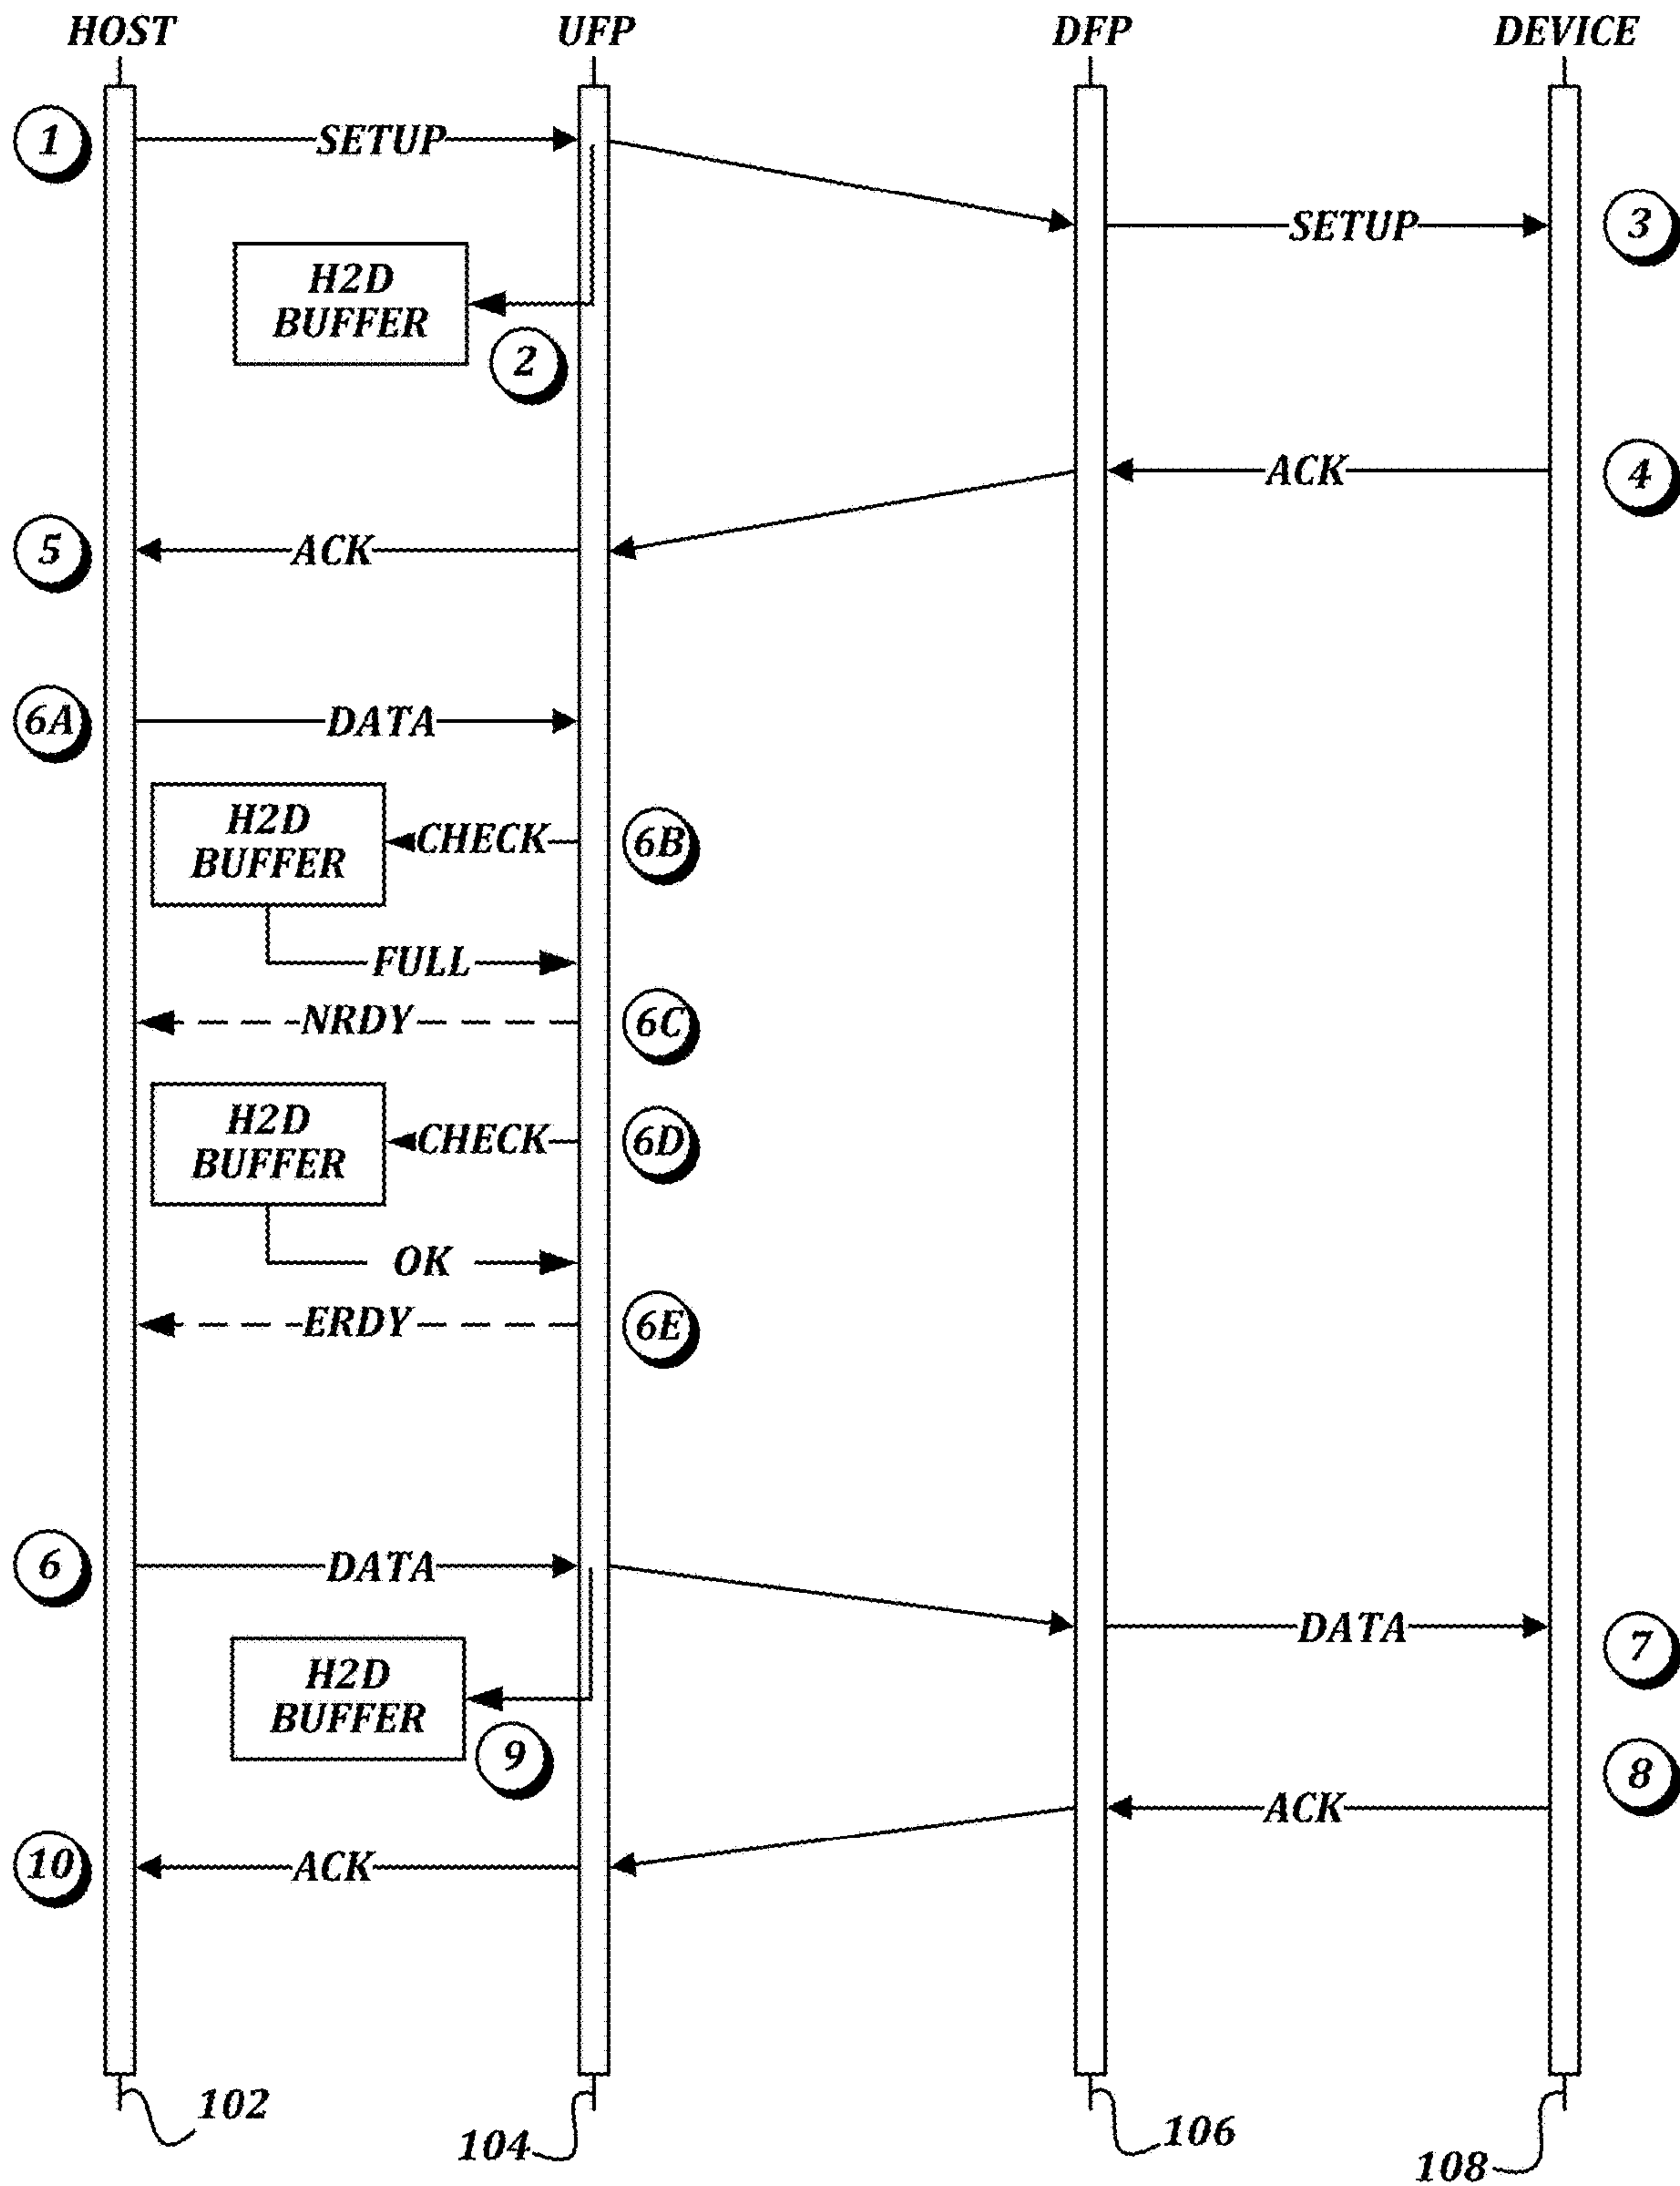 HOST UFP DFP DEVICE
1 SETUP
SETUP 3
H2D
BUFFER
2
ACK 4
5 ACK
6A DATA
H2D
BUFFER
CHECK 6B
FULL
NRDY 6C
H2D
BUFFER
CHECK 6D
OK
ERDY 6E
6 DATA
DATA 7
H2D
BUFFER
9
8
ACK
10 ACK
102
104
106
108